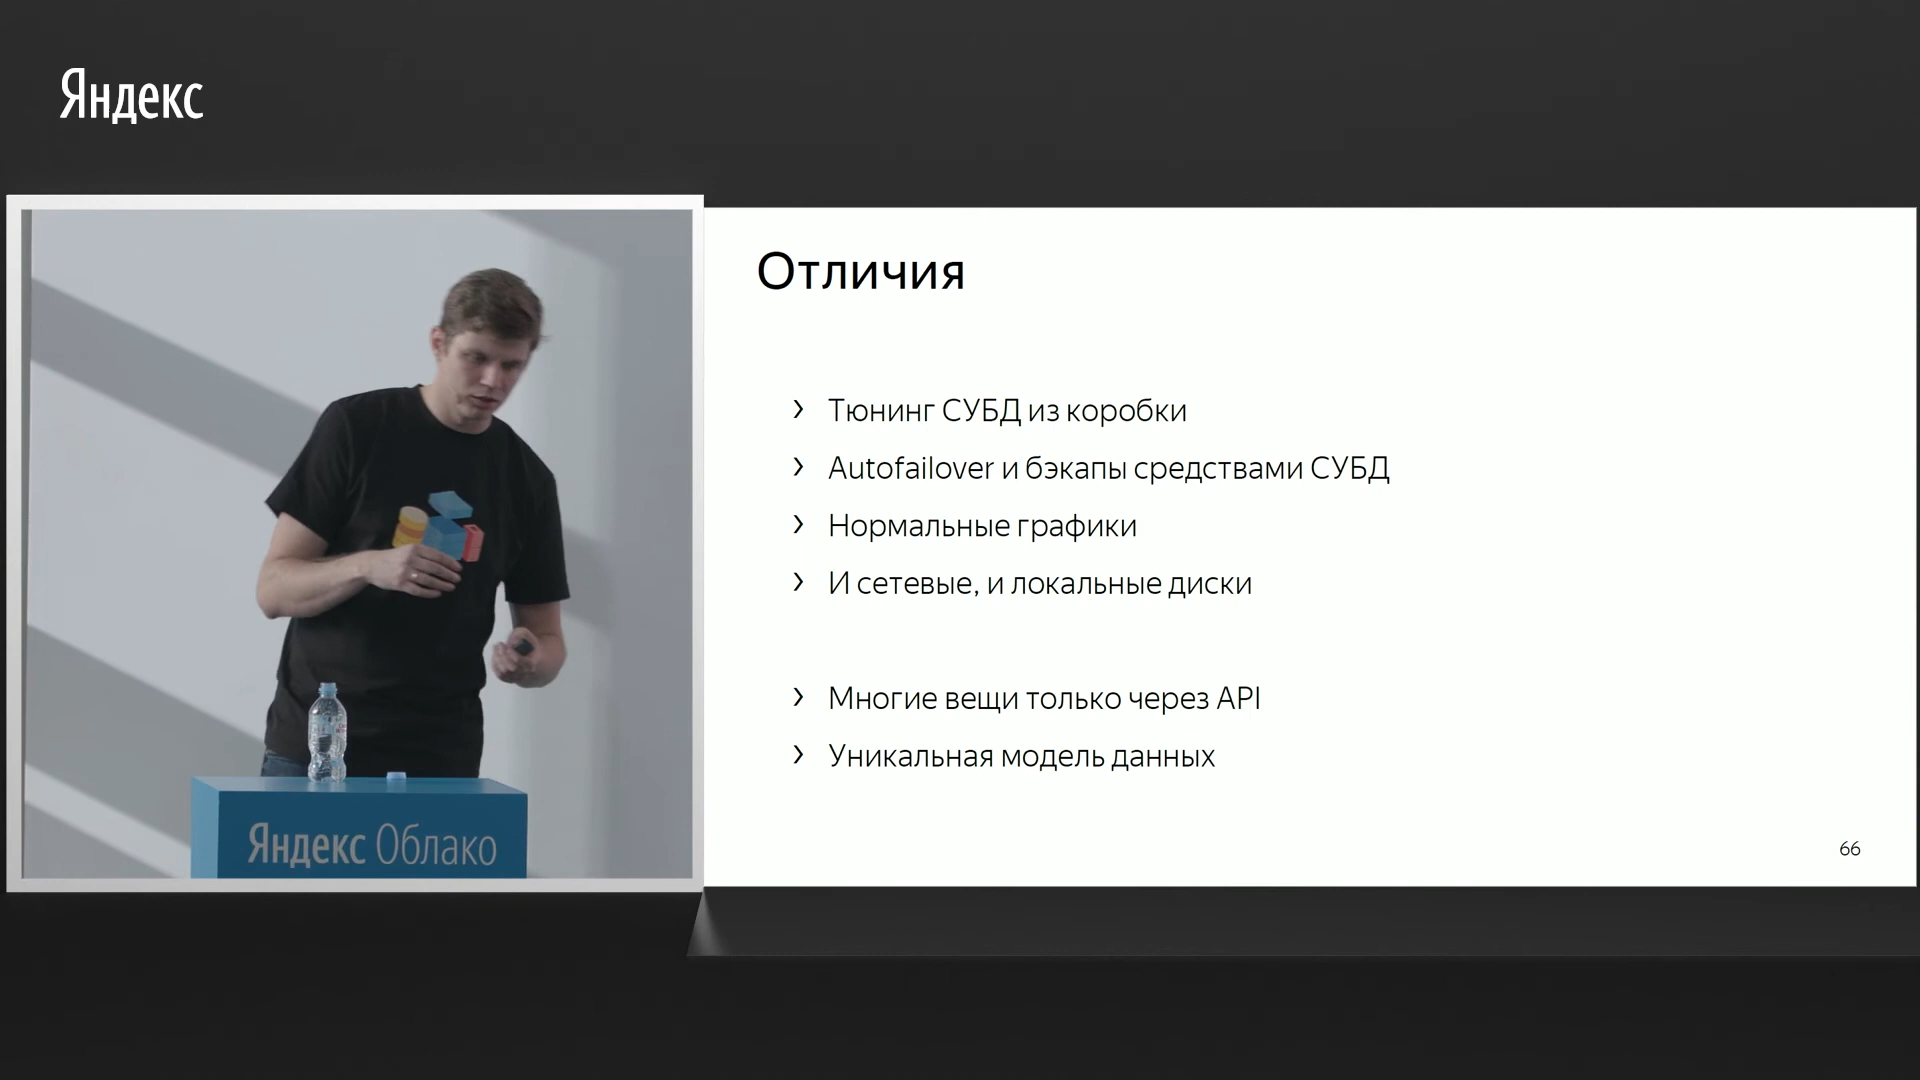 Яндекс
Отличия
› Тюнинг СУБД из коробки
› Autofailover и бэкапы средствами СУБД
› Нормальные графики
› И сетевые, и локальные диски
› Многие вещи только через API
› Уникальная модель данных
66
Яндекс Облако